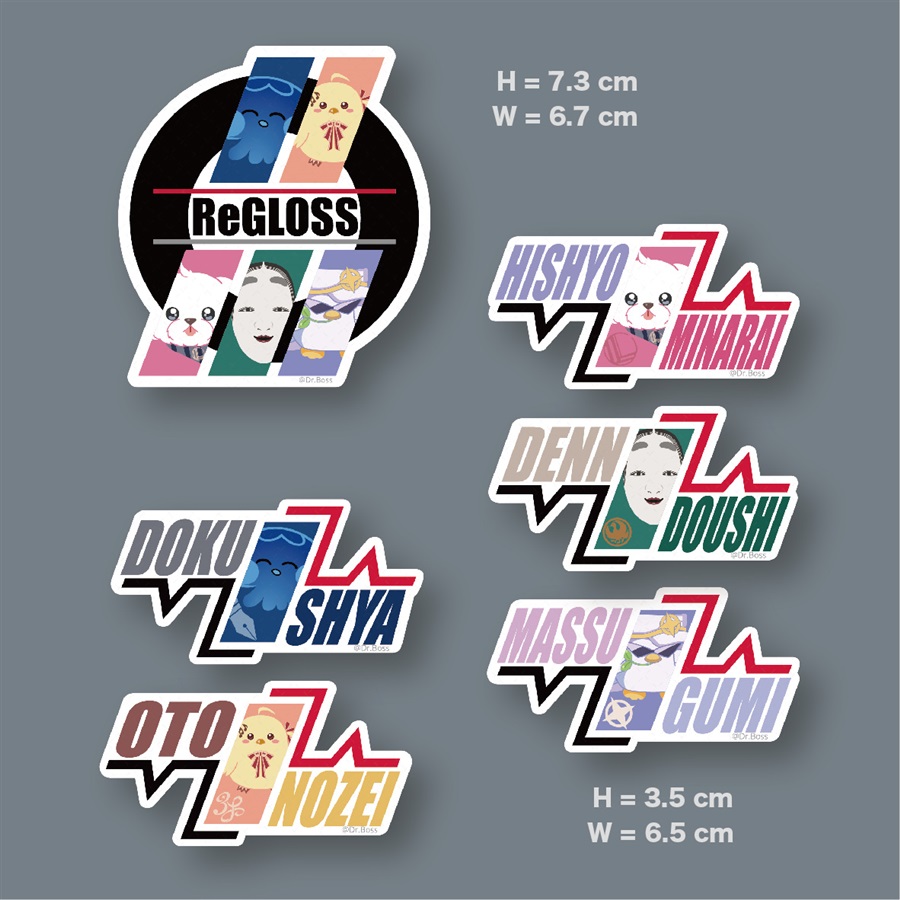 H = 7.3 cm
W = 6.7 cm
ReGLOSS
@Dr.Boss
HISHYO
MINARAI
@Dr.Boss
DENN
DOUSHI
@Dr.Boss
DOKU
SHYA
@Dr.Boss
MASSU
GUMI
@Dr.Boss
OTO
NOZEI
@Dr.Boss
H = 3.5 cm
W = 6.5 cm